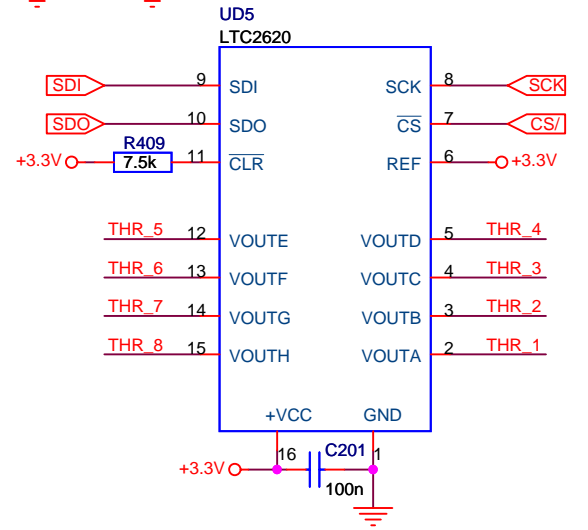 UD5
LTC2620
SDI 9 SDI SCK 8 SCK
SDO 10 SDO CS 7 CS/
R409
+3.3V 7.5k 11 CLR REF 6 +3.3V
THR_5 12 VOUTE VOUTD 5 THR_4
THR_6 13 VOUTF VOUTC 4 THR_3
THR_7 14 VOUTG VOUTB 3 THR_2
THR_8 15 VOUTH VOUTA 2 THR_1
+VCC GND
16 C201 1
+3.3V
100n